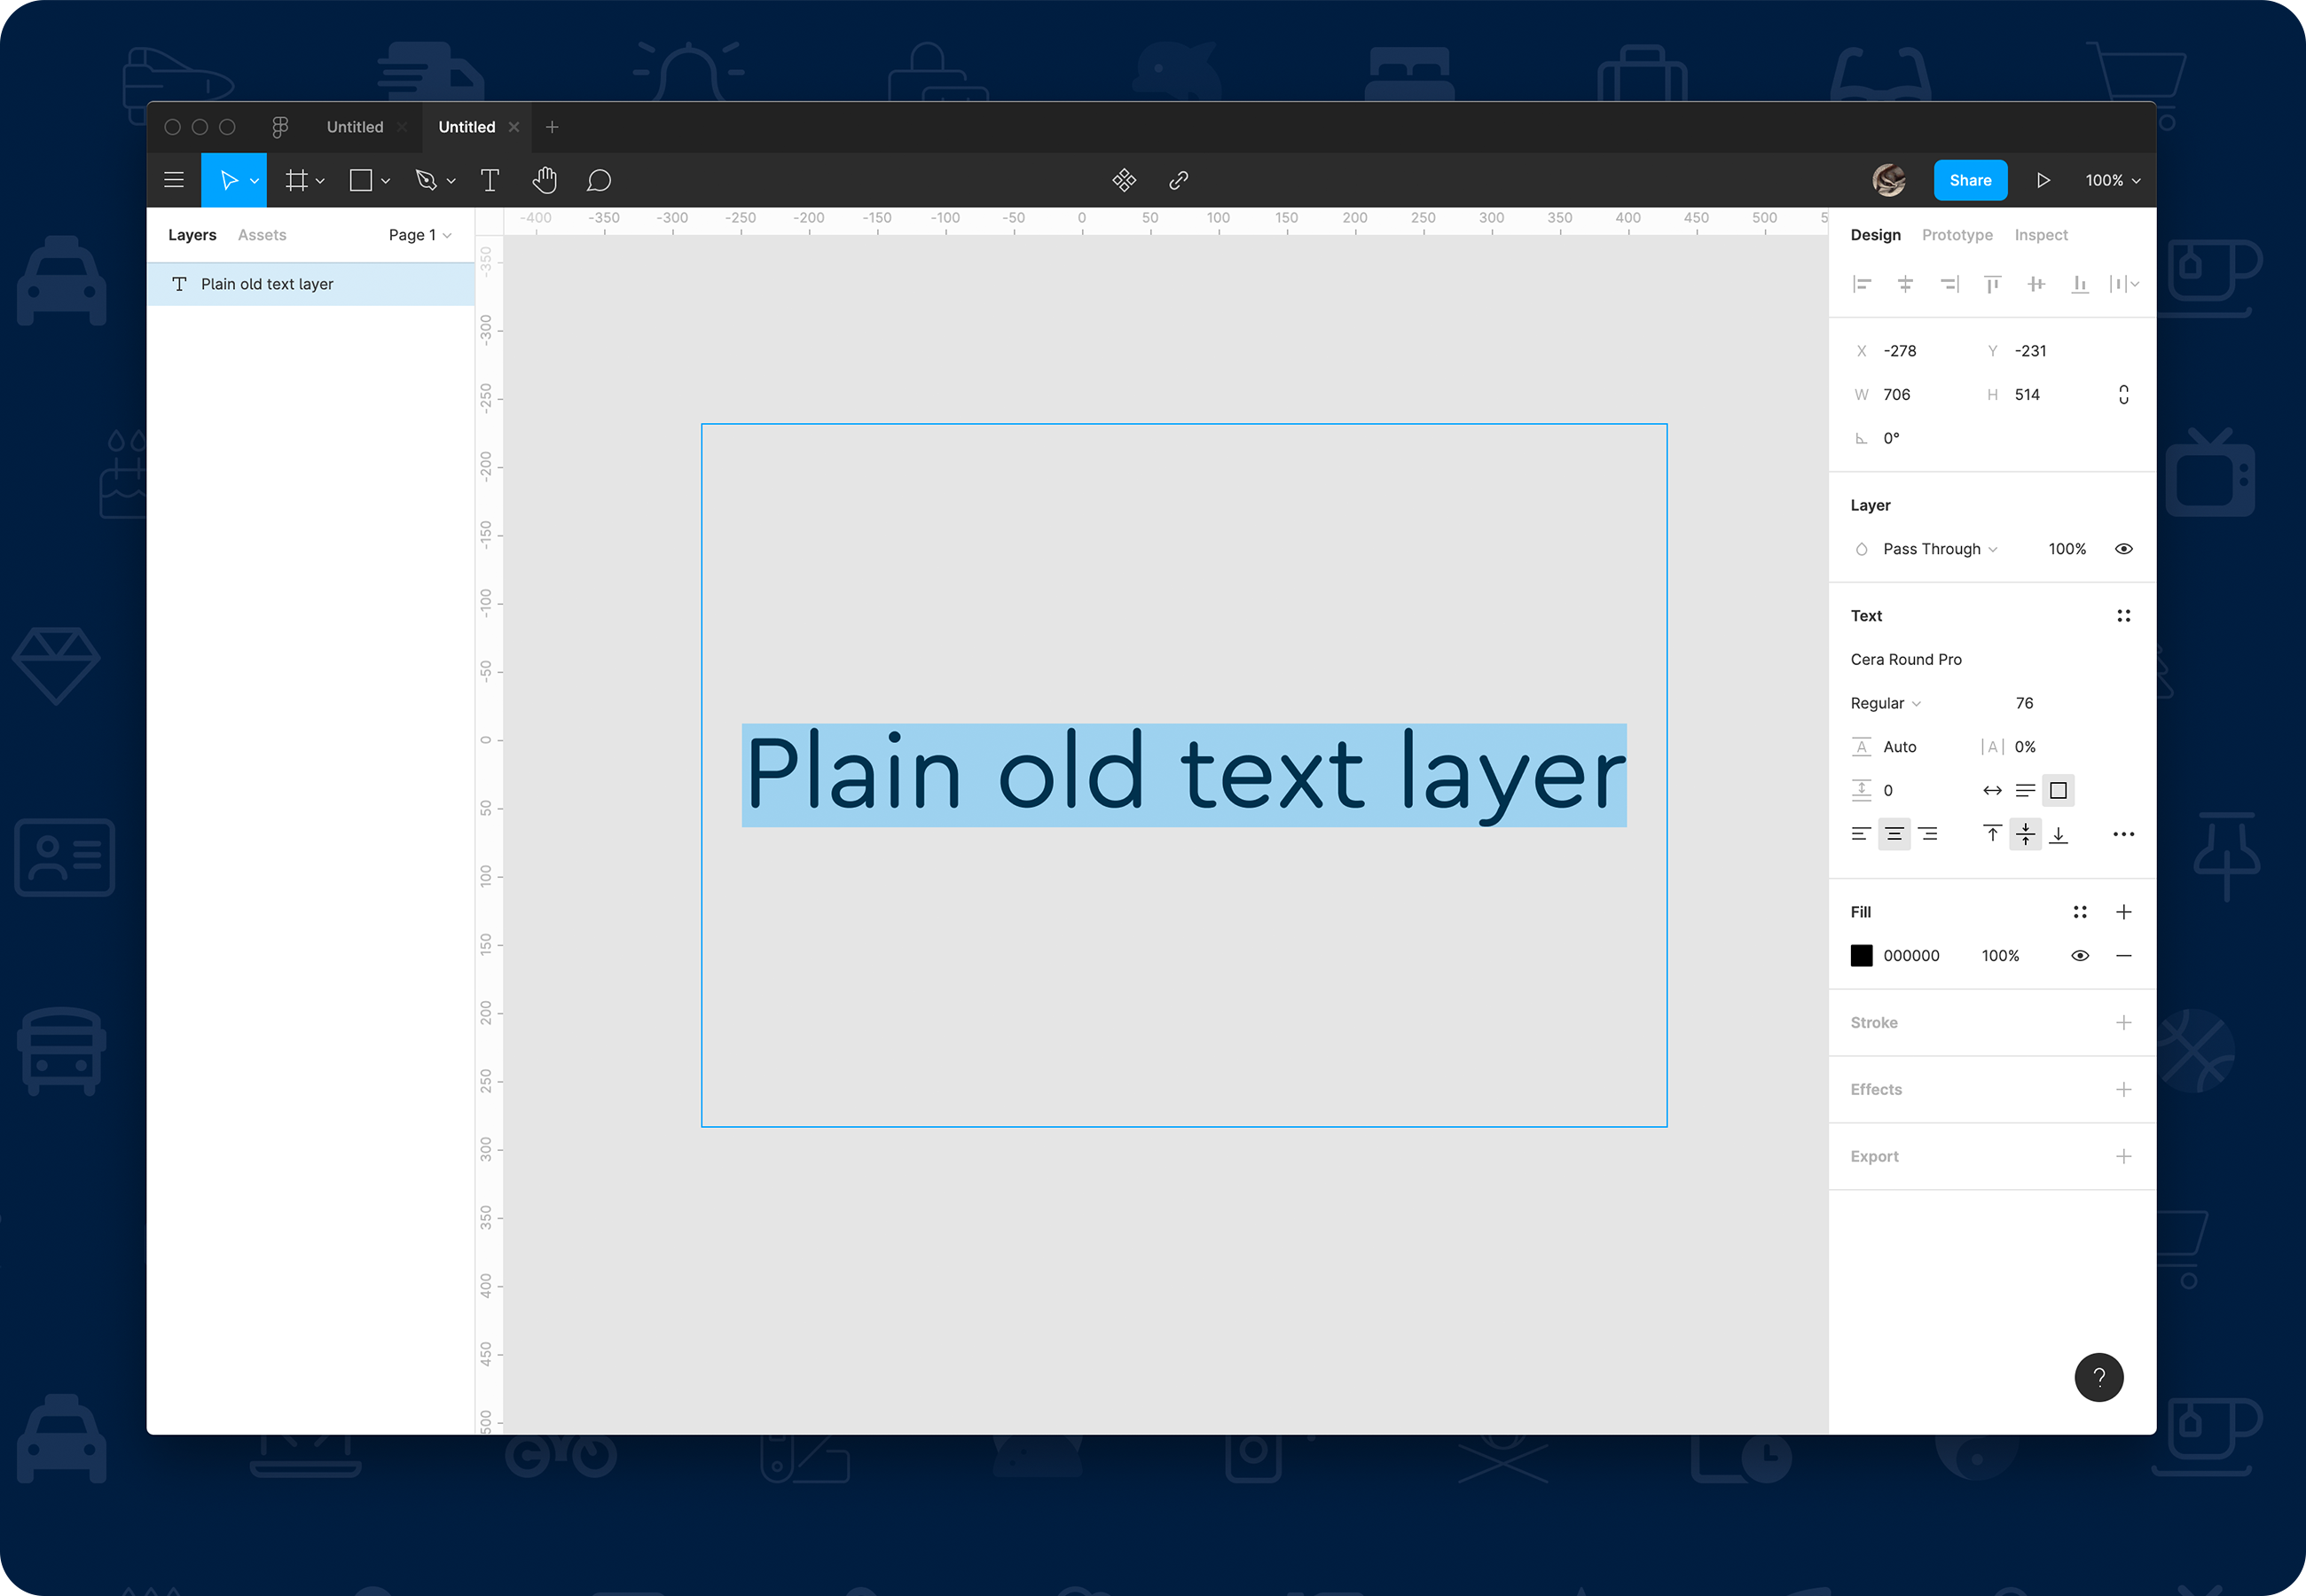 Untitled
Untitled
Share
100%
Layers
Assets
Page 1
Plain old text layer
-400 -350 -300 -250 -200 -150 -100 -50 0 50 100 150 200 250 300 350 400 450 500
-350
-300
-250
-200
-150
-100
-50
0
50
100
150
200
250
300
350
400
450
500
Plain old text layer
Design Prototype Inspect
X -278 Y -231
W 706 H 514
0°
Layer
Pass Through 100%
Text
Cera Round Pro
Regular 76
A Auto |A| 0%
0
Fill
000000 100%
Stroke
Effects
Export
?